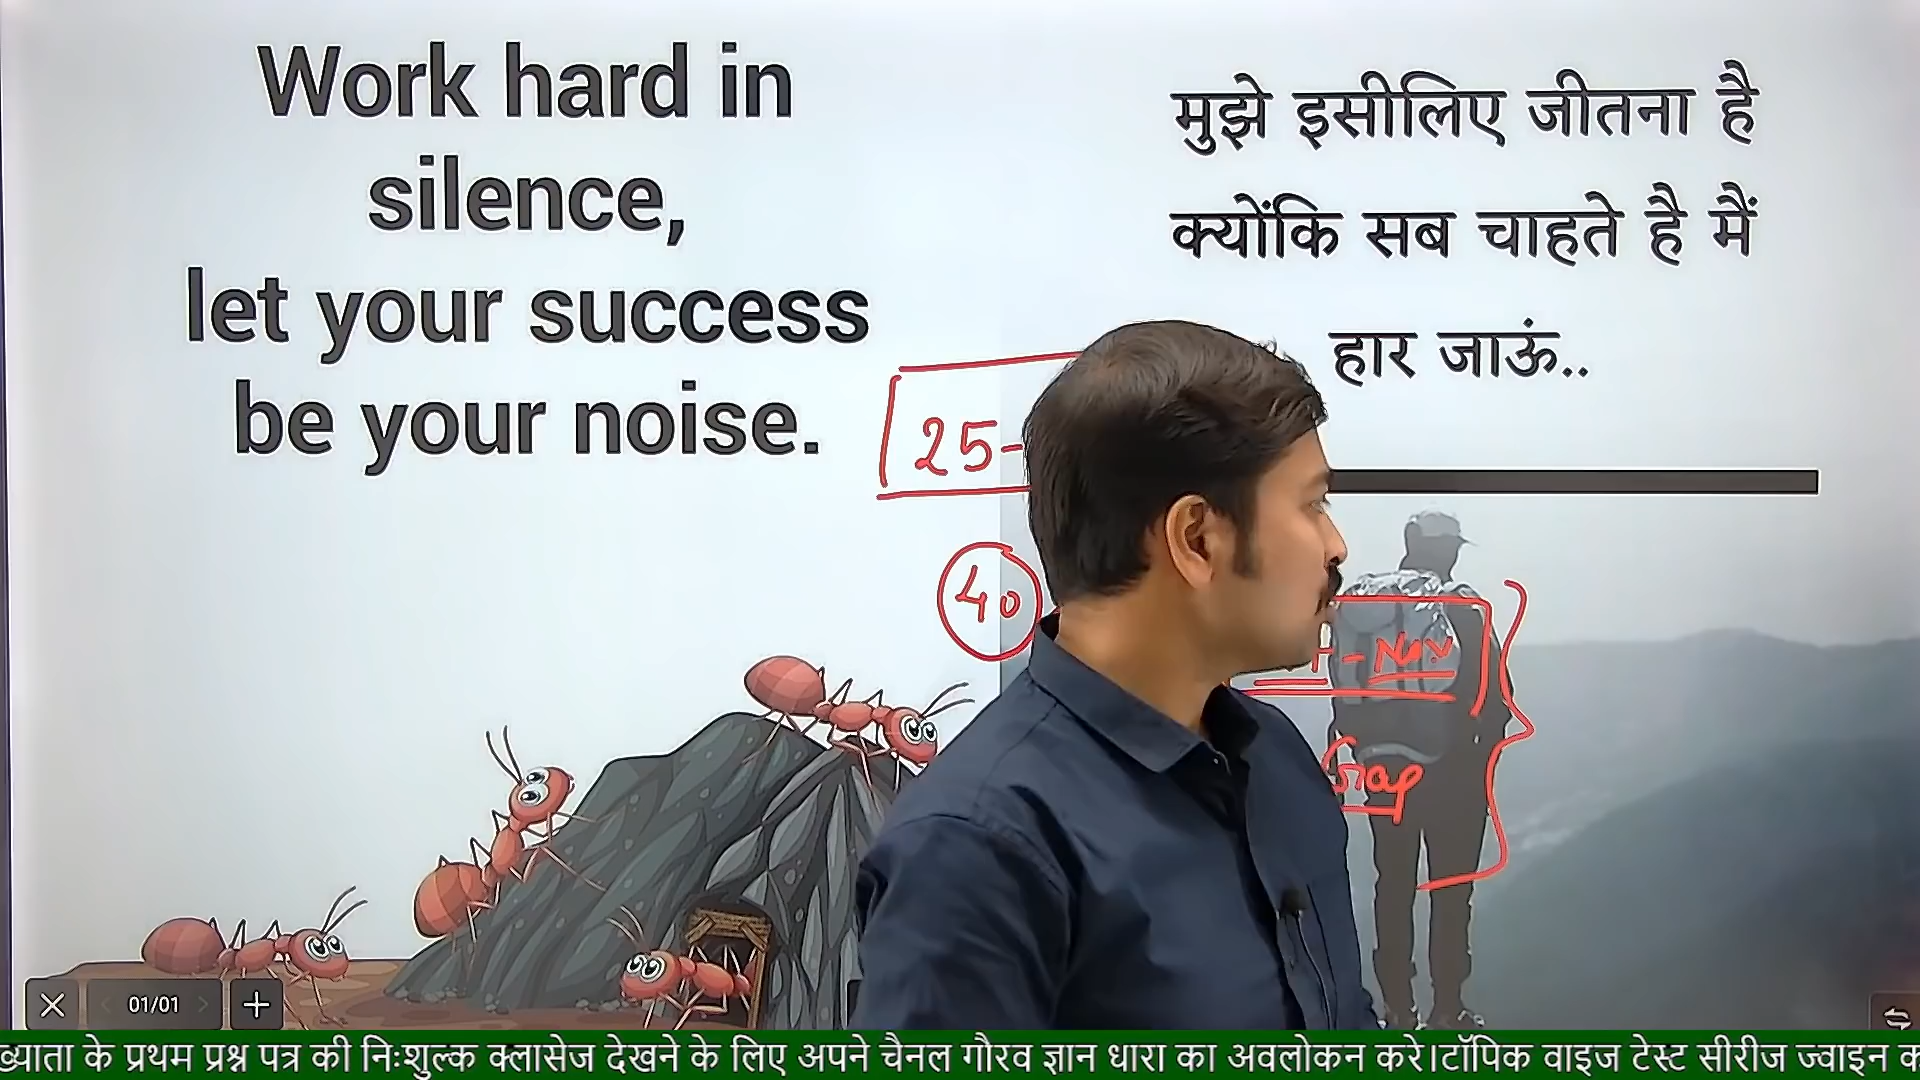 Work hard in
silence,
let your success
be your noise.
मुझे इसीलिए जीतना है
क्योंकि सब चाहते है मैं
हार जाऊं..
25-
40
- Nov
01/01
के प्रथम प्रश्न पत्र की निःशुल्क क्लासेज देखने के लिए अपने चैनल गौरव ज्ञान धारा का अवलोकन करे।टॉपिक वाइज टेस्ट सीरीज ज्वाइन